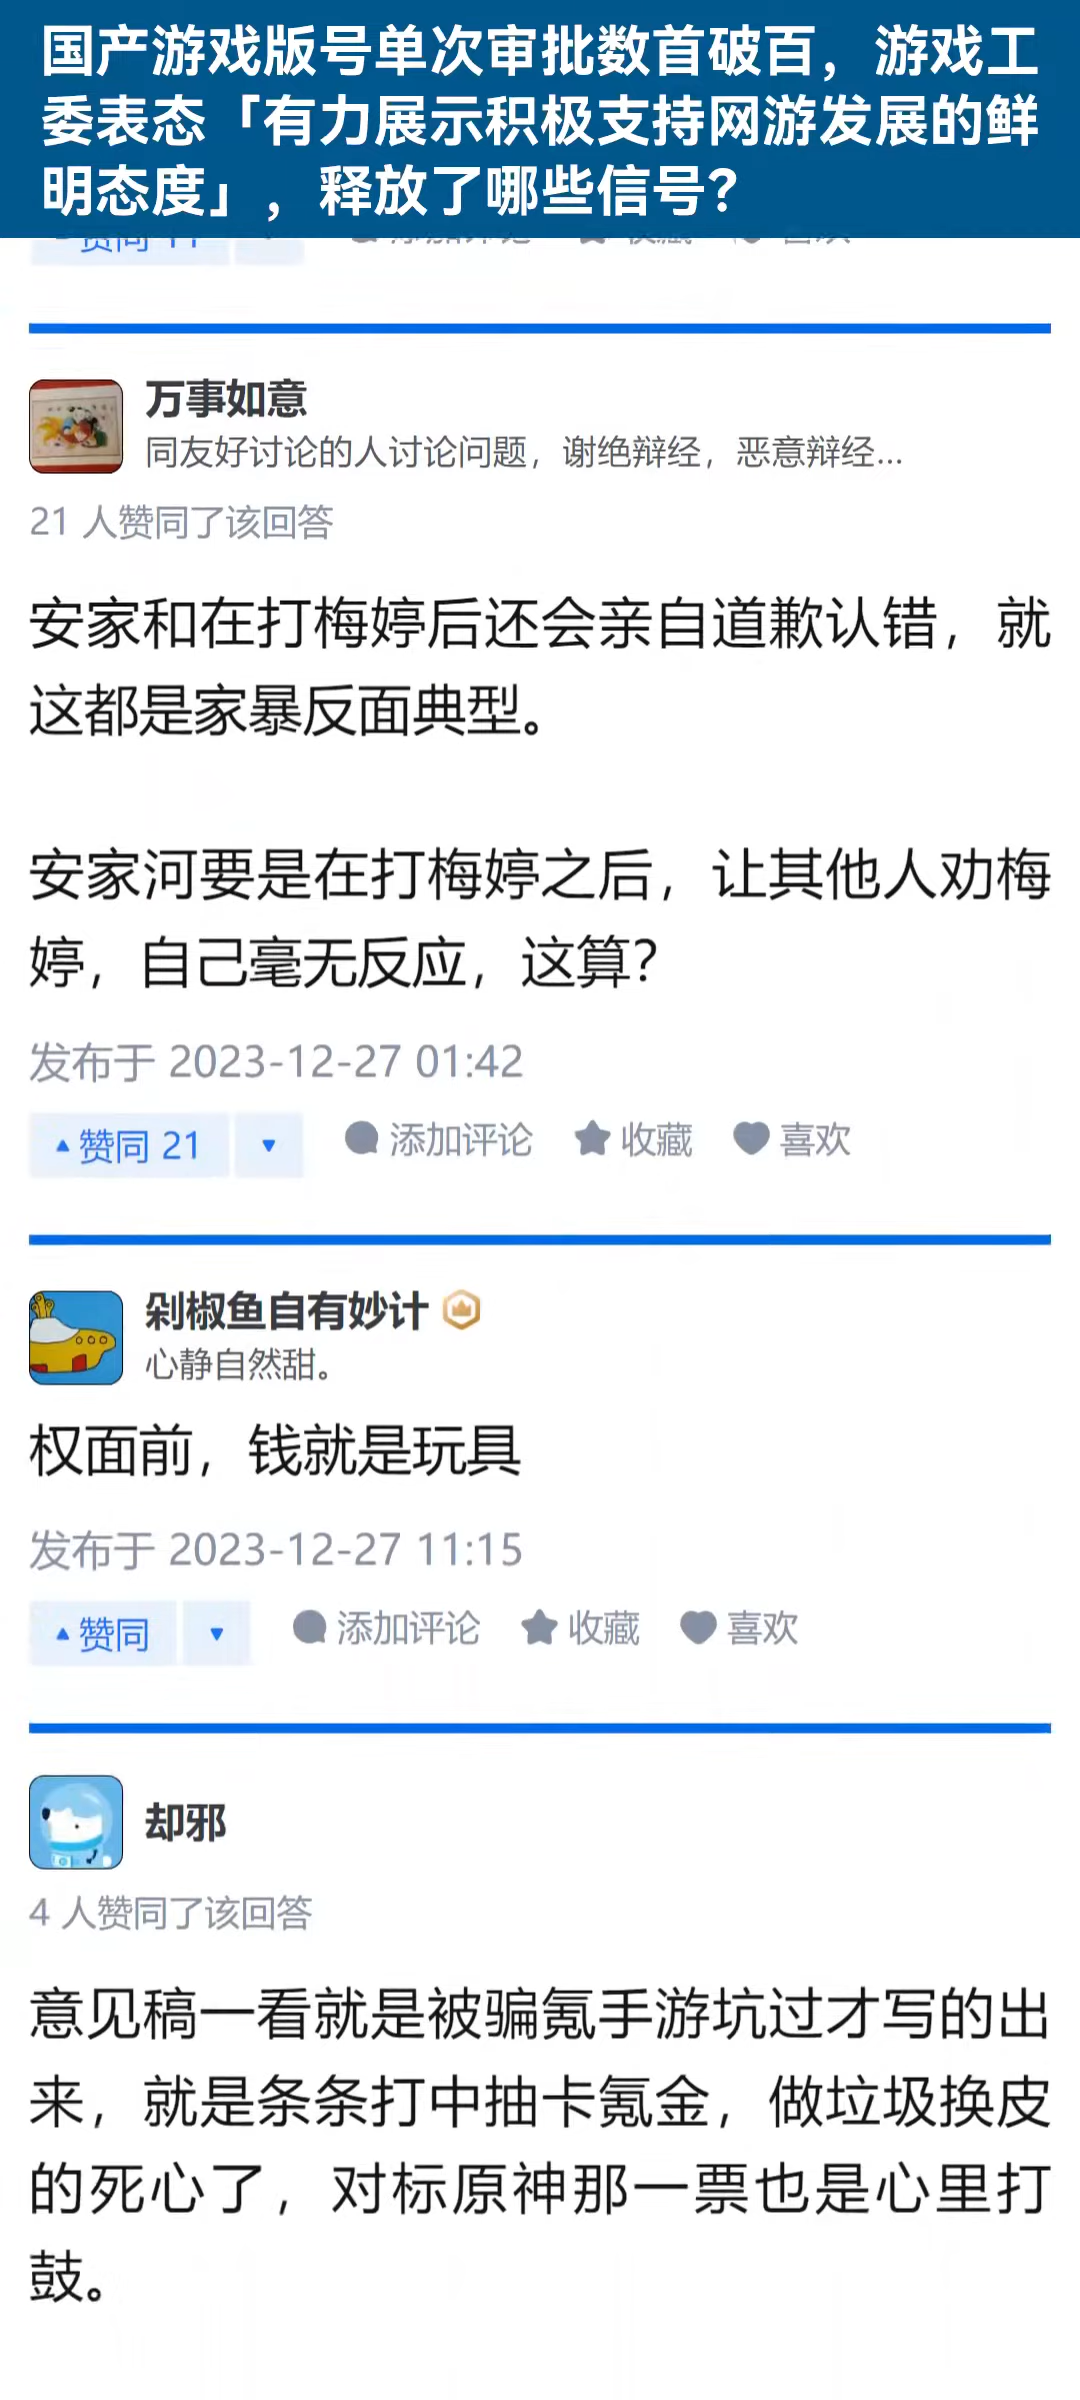 国产游戏版号单次审批数首破百，游戏工
委表态「有力展示积极支持网游发展的鲜
明态度」，释放了哪些信号？
万事如意
同友好讨论的人讨论问题，谢绝辩经，恶意辩经...
21 人赞同了该回答
安家和在打梅婷后还会亲自道歉认错，就
这都是家暴反面典型。
安家河要是在打梅婷之后，让其他人劝梅
婷，自己毫无反应，这算？
发布于 2023-12-27 01:42
赞同 21 添加评论 收藏 喜欢
剁椒鱼自有妙计
心静自然甜。
权面前，钱就是玩具
发布于 2023-12-27 11:15
赞同 添加评论 收藏 喜欢
却邪
4 人赞同了该回答
意见稿一看就是被骗氪手游坑过才写的出
来，就是条条打中抽卡氪金，做垃圾换皮
的死心了，对标原神那一票也是心里打
鼓。